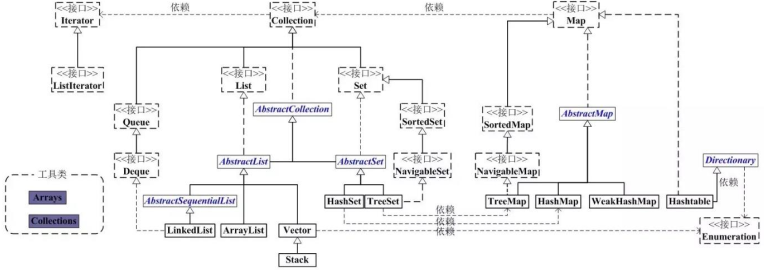 <<接口>>
Iterator
依赖
<<接口>>
Collection
依赖
<<接口>>
Map
<<接口>>
ListIterator
<<接口>>
List
<<接口>>
Set
<<接口>>
Queue
AbstractCollection
<<接口>>
SortedSet
<<接口>>
SortedMap
AbstractMap
<<接口>>
Deque
AbstractList
AbstractSet
<<接口>>
NavigableSet
<<接口>>
NavigableMap
Directionary
依赖
工具类
Arrays
Collections
AbstractSequentialList
HashSet
TreeSet
TreeMap
HashMap
WeakHashMap
Hashtable
LinkedList
ArrayList
Vector
依赖
依赖
依赖
<<接口>>
Enumeration
Stack